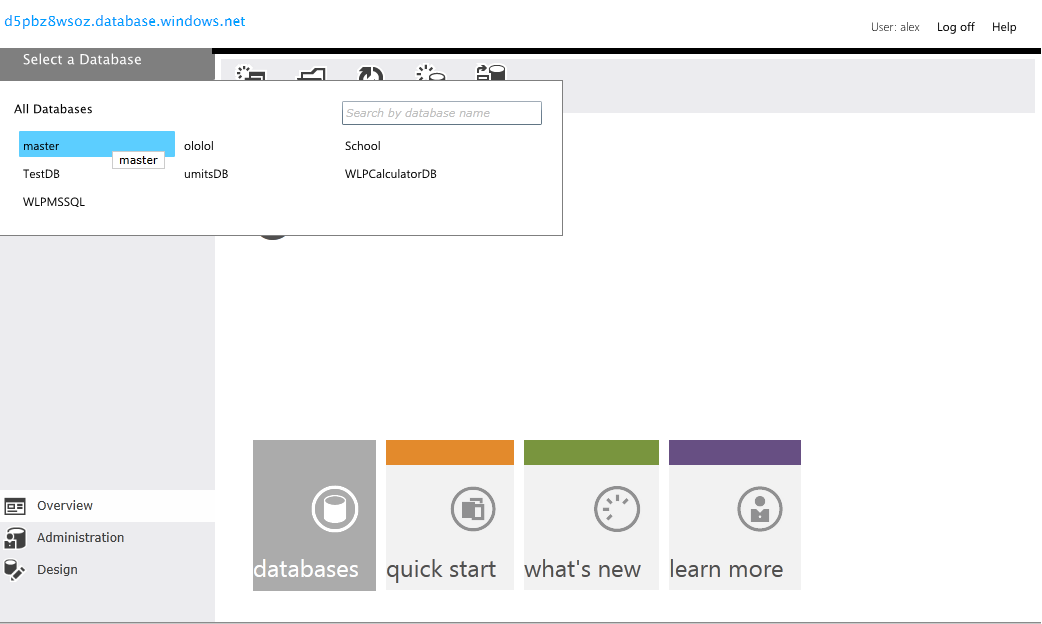 d5pbz8wsoz.database.windows.net
User: alex Log off Help
Select a Database
All Databases Search by database name
master ololol School
master
TestDB umitsDB WLPCalculatorDB
WLPMSSQL
Overview
Administration
Design
databases quick start what's new learn more